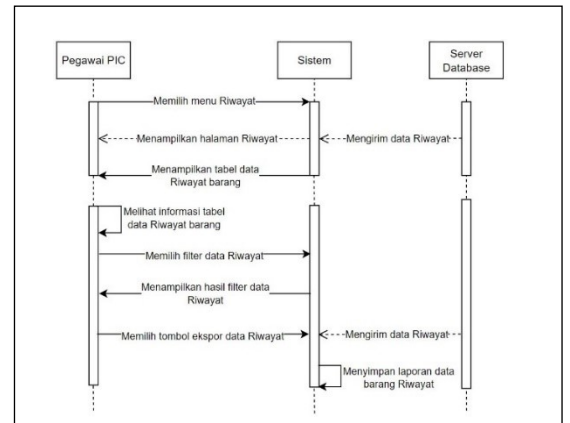 Pegawai PIC
Sistem
Server
Database
Memilih menu Riwayat
Menampilkan halaman Riwayat
Mengirim data Riwayat
Menampilkan tabel data
Riwayat barang
Melihat informasi tabel
data Riwayat barang
Memilih filter data Riwayat
Menampilkan hasil filter data
Riwayat
Memilih tombol ekspor data Riwayat
Mengirim data Riwayat
Menyimpan laporan data
barang Riwayat